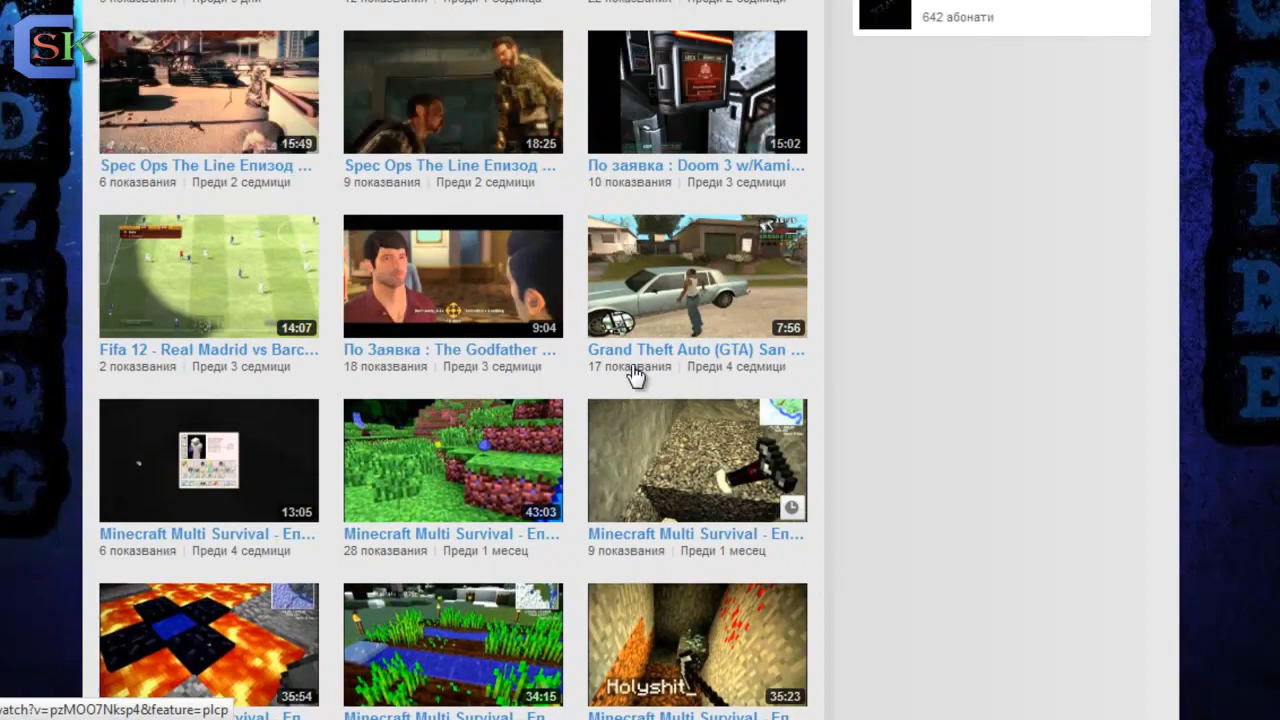 642 абонати
SK
15:49
18:25
15:02
Spec Ops The Line Епизод ...
Spec Ops The Line Епизод ...
По заявка : Doom 3 w/Kami...
6 показвания | Преди 2 седмици
9 показвания | Преди 2 седмици
10 показвания | Преди 3 седмици
14:07
9:04
7:56
Fifa 12 - Real Madrid vs Barc...
По Заявка : The Godfather ...
Grand Theft Auto (GTA) San ...
2 показвания | Преди 3 седмици
18 показвания | Преди 3 седмици
17 показвания | Преди 4 седмици
13:05
43:03
Minecraft Multi Survival - Еп...
Minecraft Multi Survival - Еп...
Minecraft Multi Survival - Еп...
6 показвания | Преди 4 седмици
28 показвания | Преди 1 месец
9 показвания | Преди 1 месец
Holyshit_
35:54
34:15
35:23
watch?v=pzMOO7Nksp4&feature=plcp